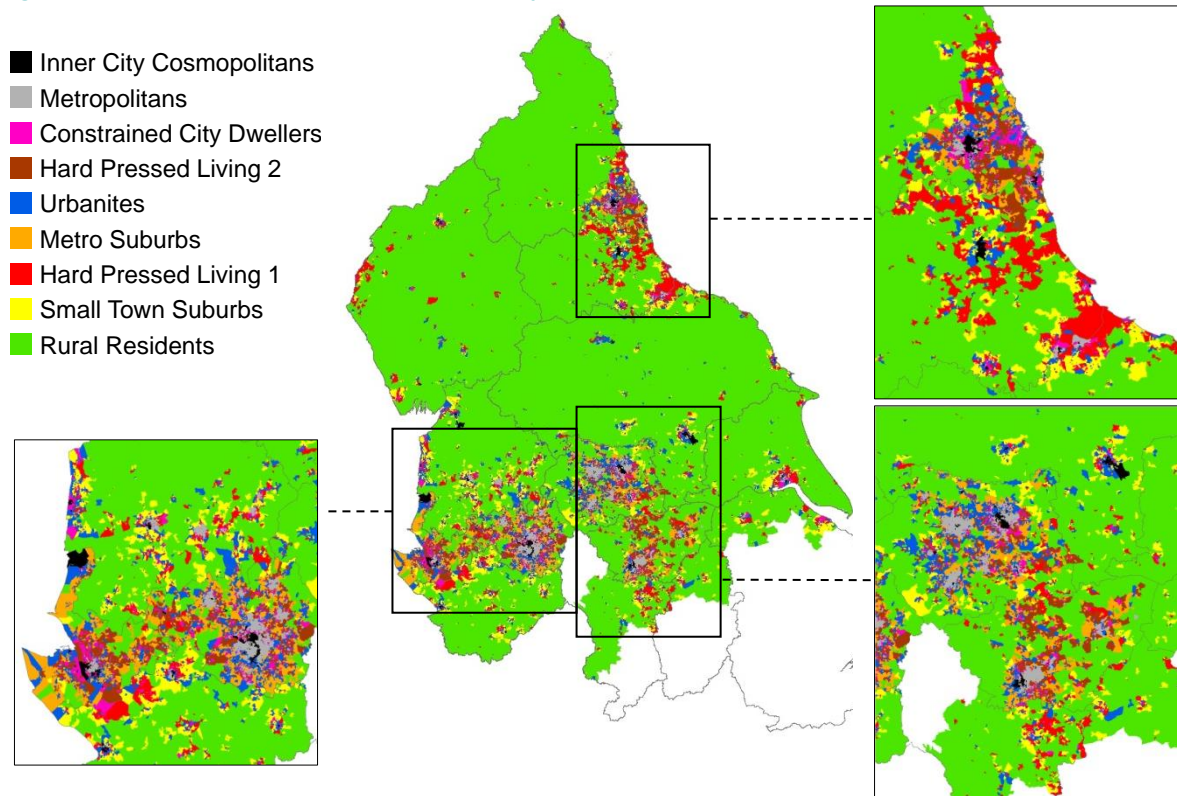 Inner City Cosmopolitans
Metropolitans
Constrained City Dwellers
Hard Pressed Living 2
Urbanites
Metro Suburbs
Hard Pressed Living 1
Small Town Suburbs
Rural Residents